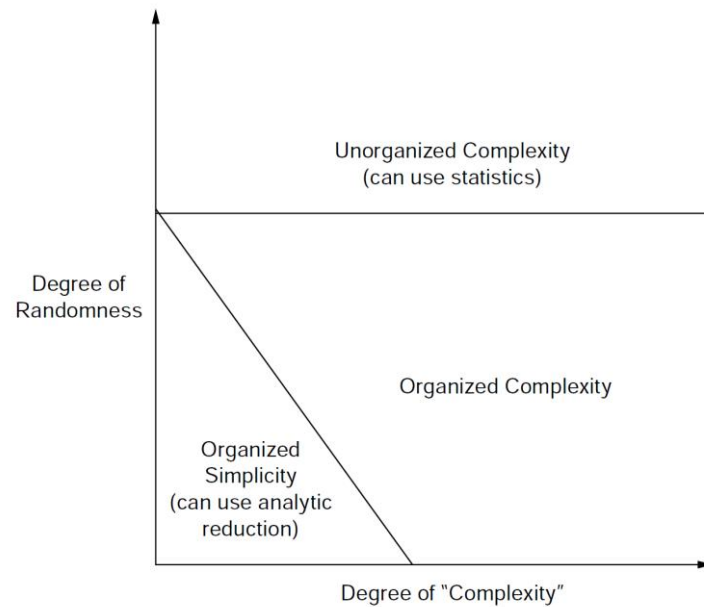 Unorganized Complexity
(can use statistics)
Degree of
Randomness
Organized Complexity
Organized
Simplicity
(can use analytic
reduction)
Degree of "Complexity"